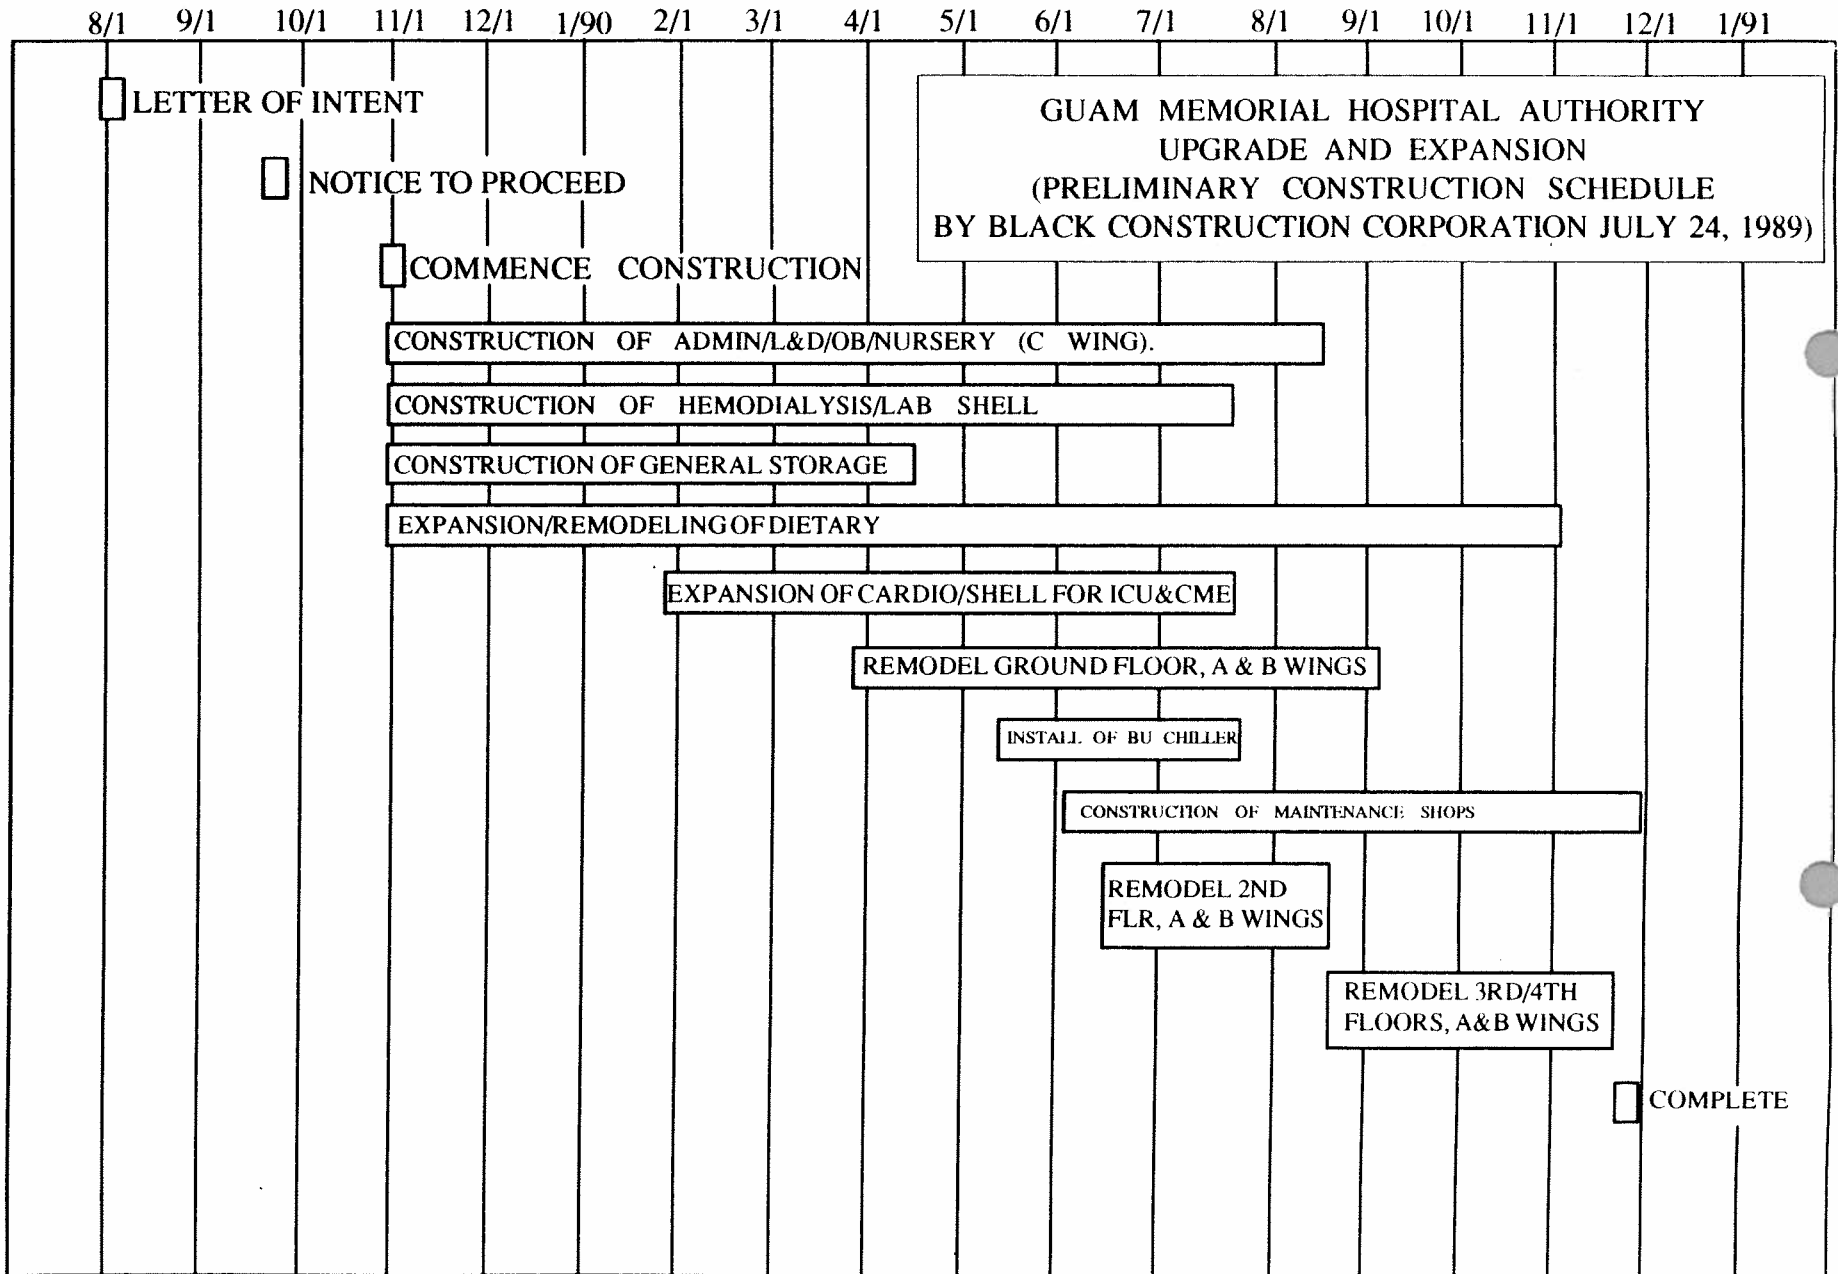 8/1 9/1 10/1 11/1 12/1 1/90 2/1 3/1 4/1 5/1 6/1 7/1 8/1 9/1 10/1 11/1 12/1 1/91
GUAM MEMORIAL HOSPITAL AUTHORITY
UPGRADE AND EXPANSION
(PRELIMINARY CONSTRUCTION SCHEDULE
BY BLACK CONSTRUCTION CORPORATION JULY 24, 1989)
LETTER OF INTENT
NOTICE TO PROCEED
COMMENCE CONSTRUCTION
CONSTRUCTION OF ADMIN/L&D/OB/NURSERY (C WING).
CONSTRUCTION OF HEMODIALYSIS/LAB SHELL
CONSTRUCTION OF GENERAL STORAGE
EXPANSION/REMODELING OF DIETARY
EXPANSION OF CARDIO/SHELL FOR ICU&CME
REMODEL GROUND FLOOR, A & B WINGS
INSTALL OF BU CHILLER
CONSTRUCTION OF MAINTENANCE SHOPS
REMODEL 2ND
FLR, A & B WINGS
REMODEL 3RD/4TH
FLOORS, A&B WINGS
COMPLETE